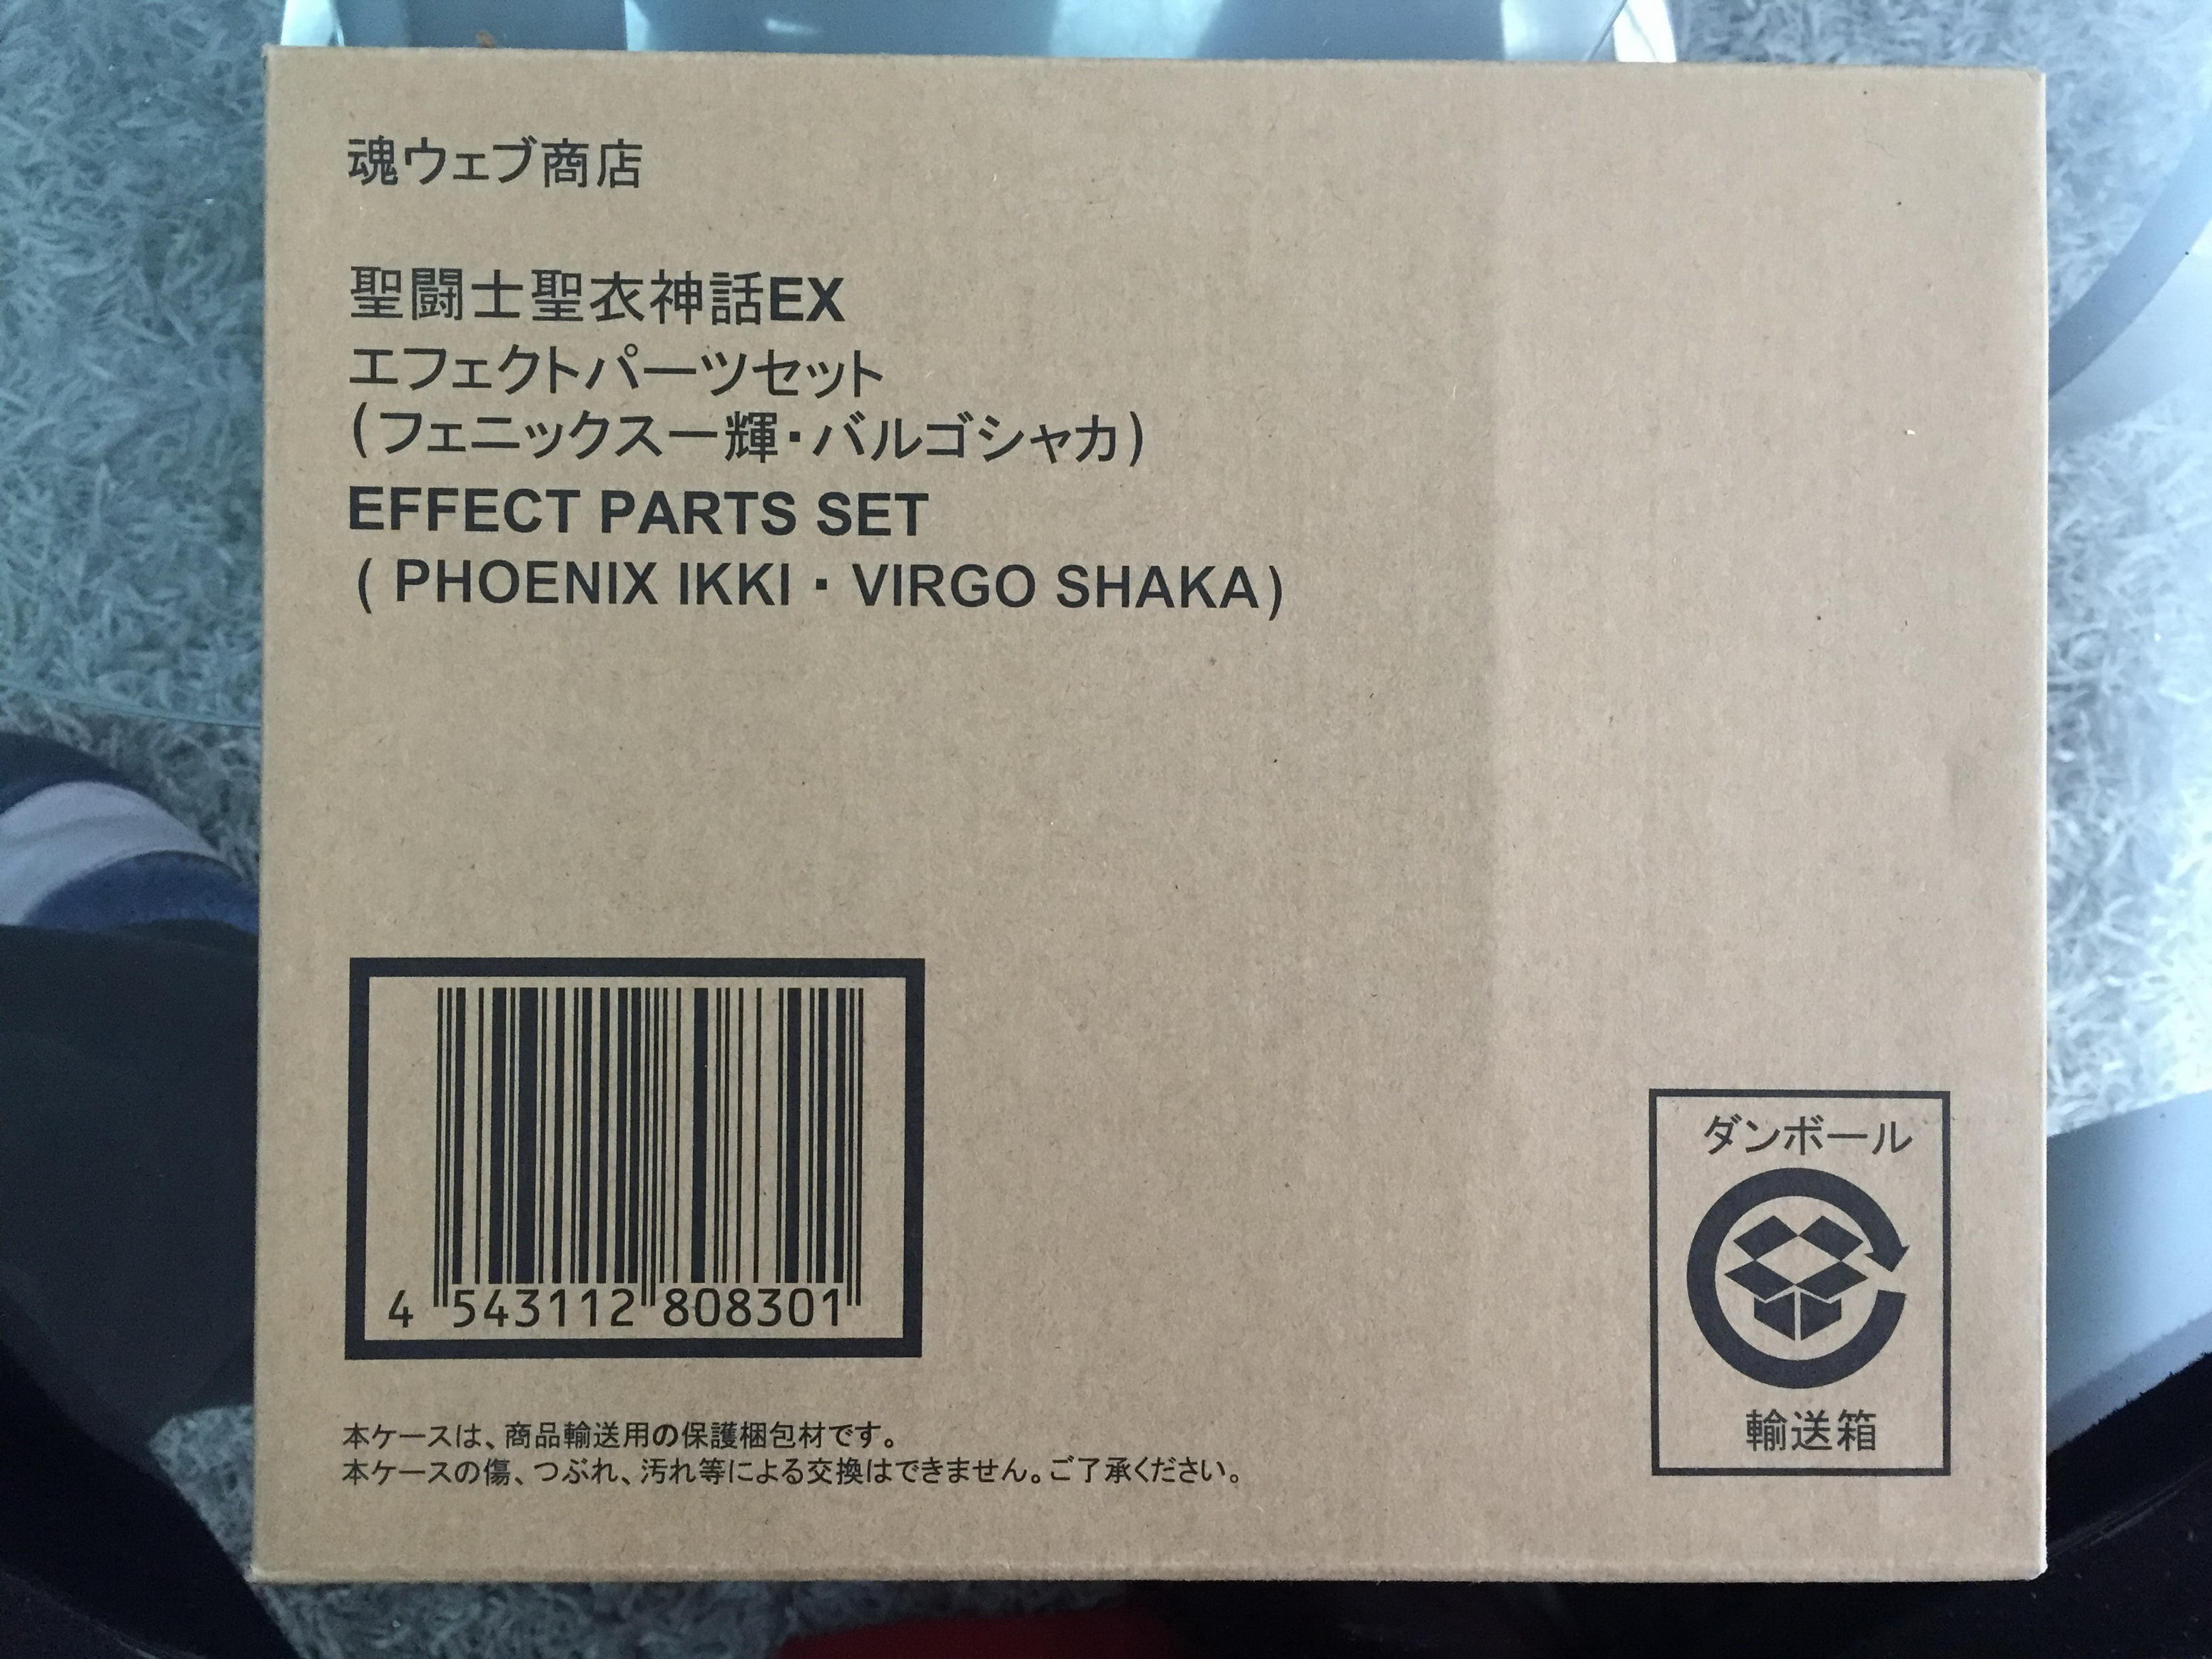 魂ウェブ商店
聖闘士聖衣神話EX
エフェクトパーツセット
(フェニックス一輝・バルゴシャカ)
EFFECT PARTS SET
( PHOENIX IKKI・VIRGO SHAKA)
4 543112 808301
本ケースは、商品輸送用の保護梱包材です。
本ケースの傷、つぶれ、汚れ等による交換はできません。ご了承ください。
ダンボール
輸送箱